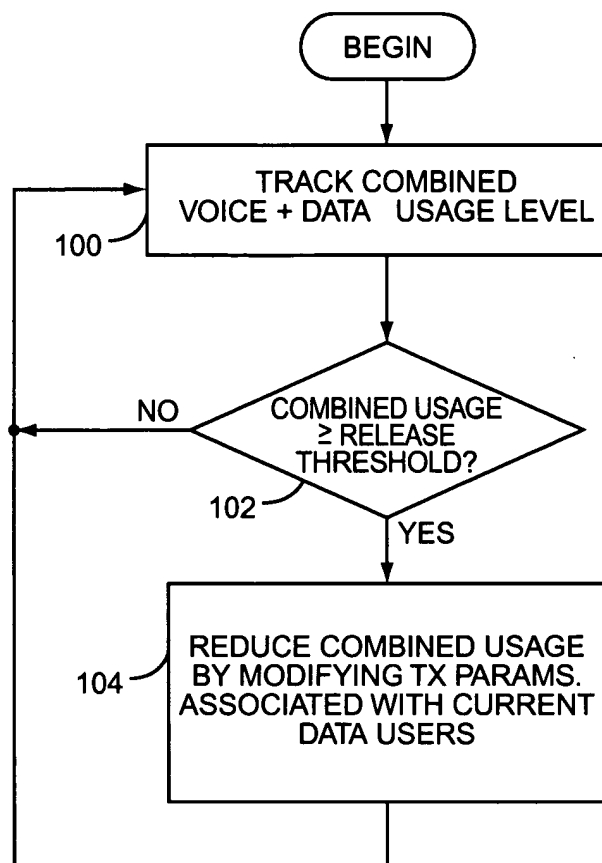 BEGIN
TRACK COMBINED
VOICE + DATA USAGE LEVEL
100
COMBINED USAGE
≥ RELEASE
THRESHOLD?
NO
102
YES
REDUCE COMBINED USAGE
BY MODIFYING TX PARAMS.
ASSOCIATED WITH CURRENT
DATA USERS
104